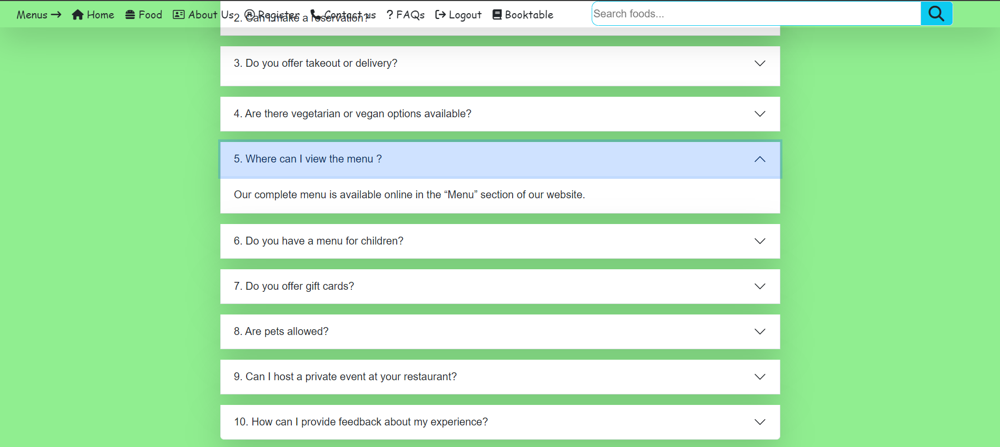 Menus → Home Food About Us Register Contact us ? FAQs Logout Booktable Search foods...
2. Can I make a reservation?
3. Do you offer takeout or delivery?
4. Are there vegetarian or vegan options available?
5. Where can I view the menu ?
Our complete menu is available online in the “Menu” section of our website.
6. Do you have a menu for children?
7. Do you offer gift cards?
8. Are pets allowed?
9. Can I host a private event at your restaurant?
10. How can I provide feedback about my experience?